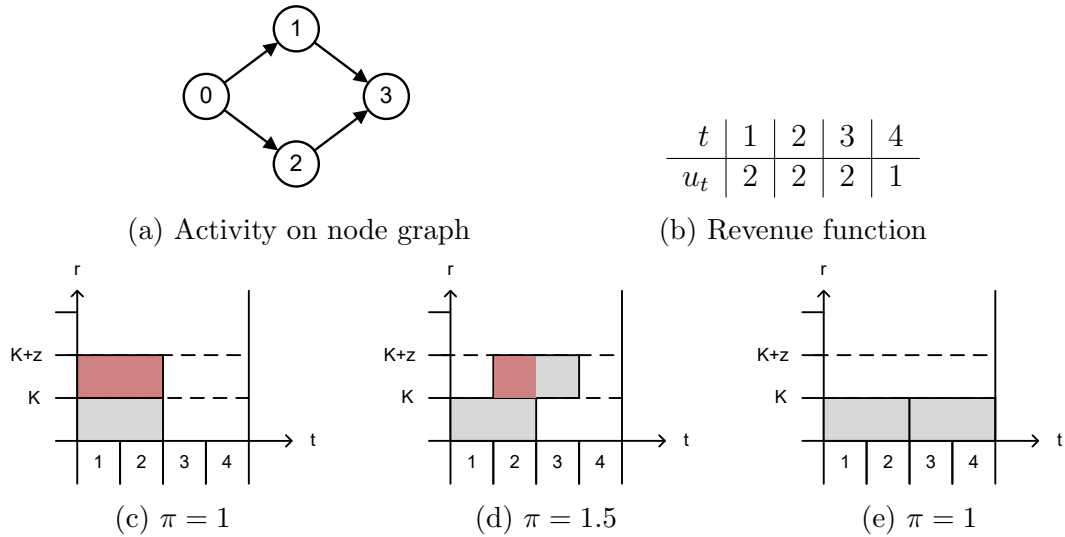 1
0
3
2
t 1 2 3 4
u_t 2 2 2 1
(a) Activity on node graph
(b) Revenue function
r
K+z
K
t
1 2 3 4
(c) π = 1
r
K+z
K
t
1 2 3 4
(d) π = 1.5
r
K+z
K
t
1 2 3 4
(e) π = 1